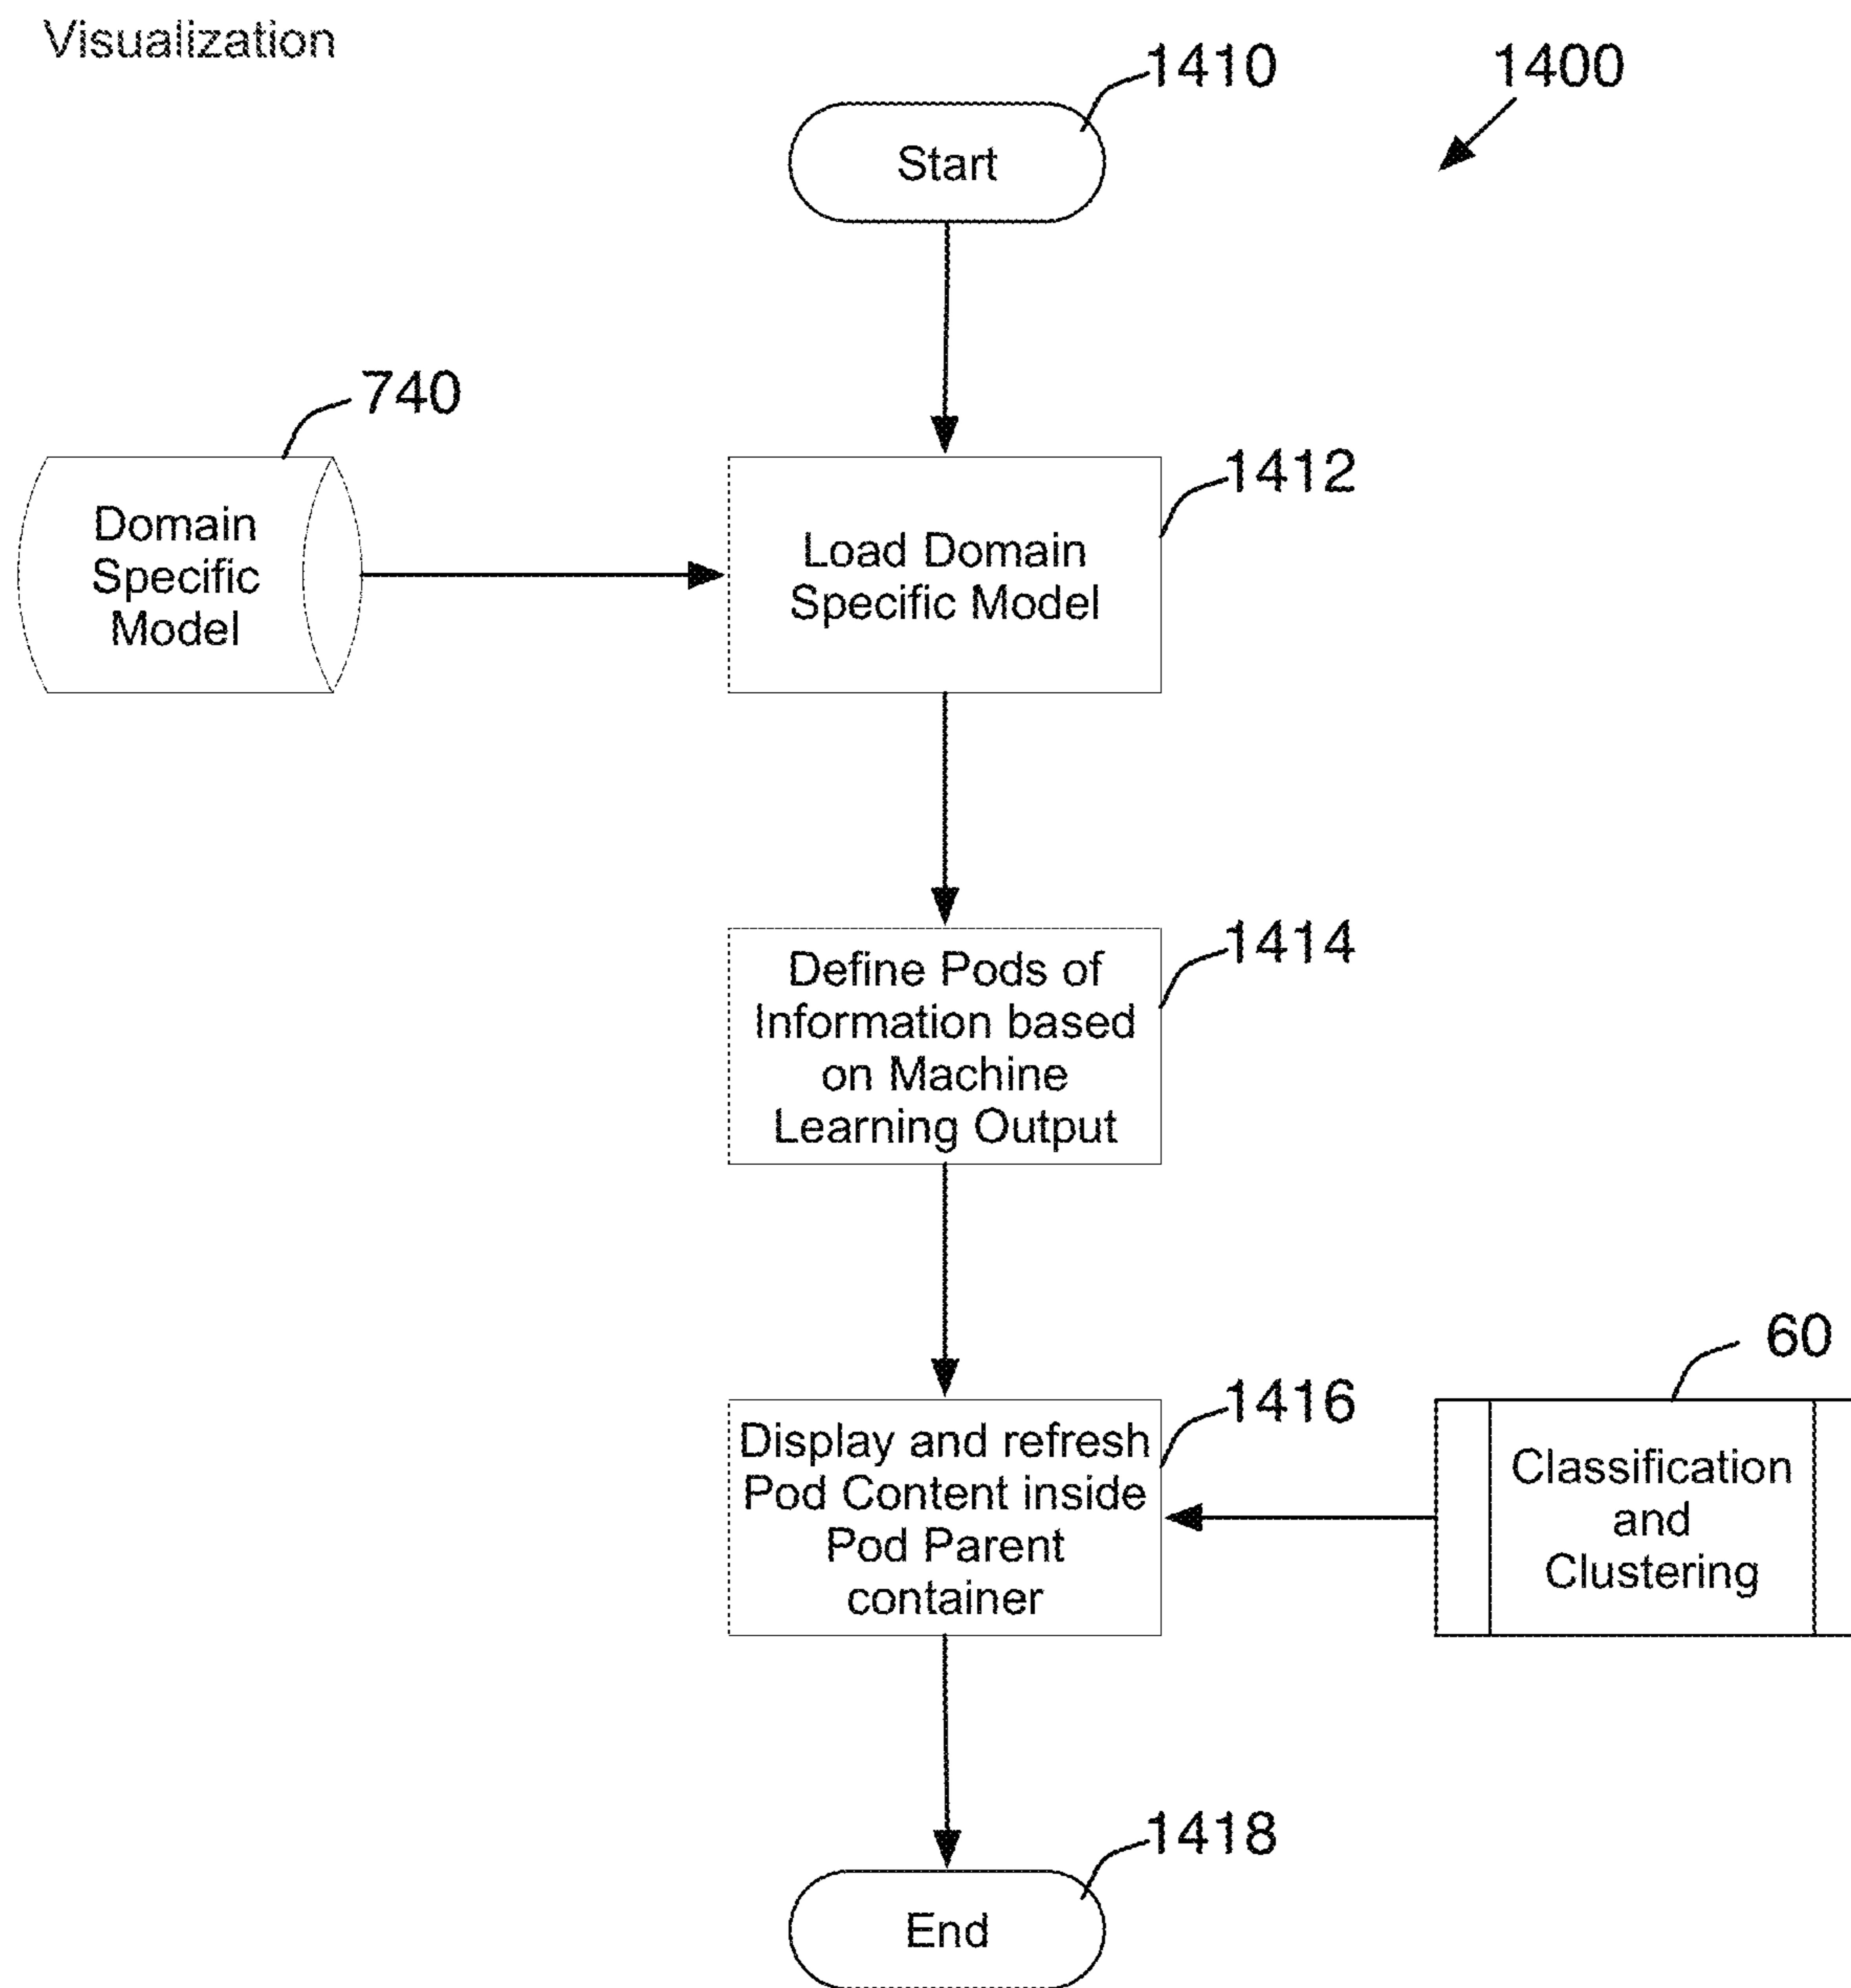 Visualization
1410
1400
Start
740
1412
Domain
Specific
Model
Load Domain
Specific Model
1414
Define Pods of
Information based
on Machine
Learning Output
60
1416
Display and refresh
Pod Content inside
Pod Parent
container
Classification
and
Clustering
1418
End